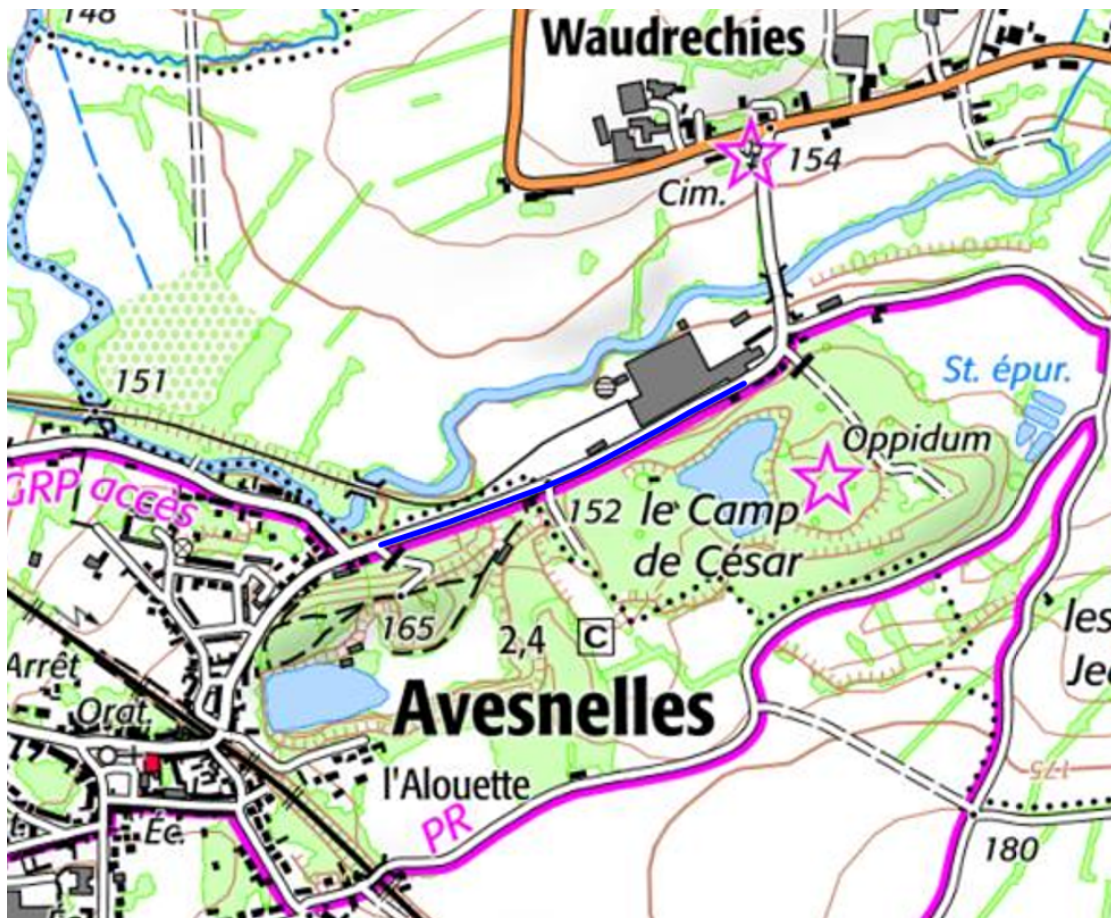 148
Waudrechies
154
Cim.
151
St. épur.
Oppidum
GRP accès
152
le Camp
de César
165
2,4
C
les
Arrêt
Avesnelles
Orat.
l'Alouette
175
PR
Éc.
180